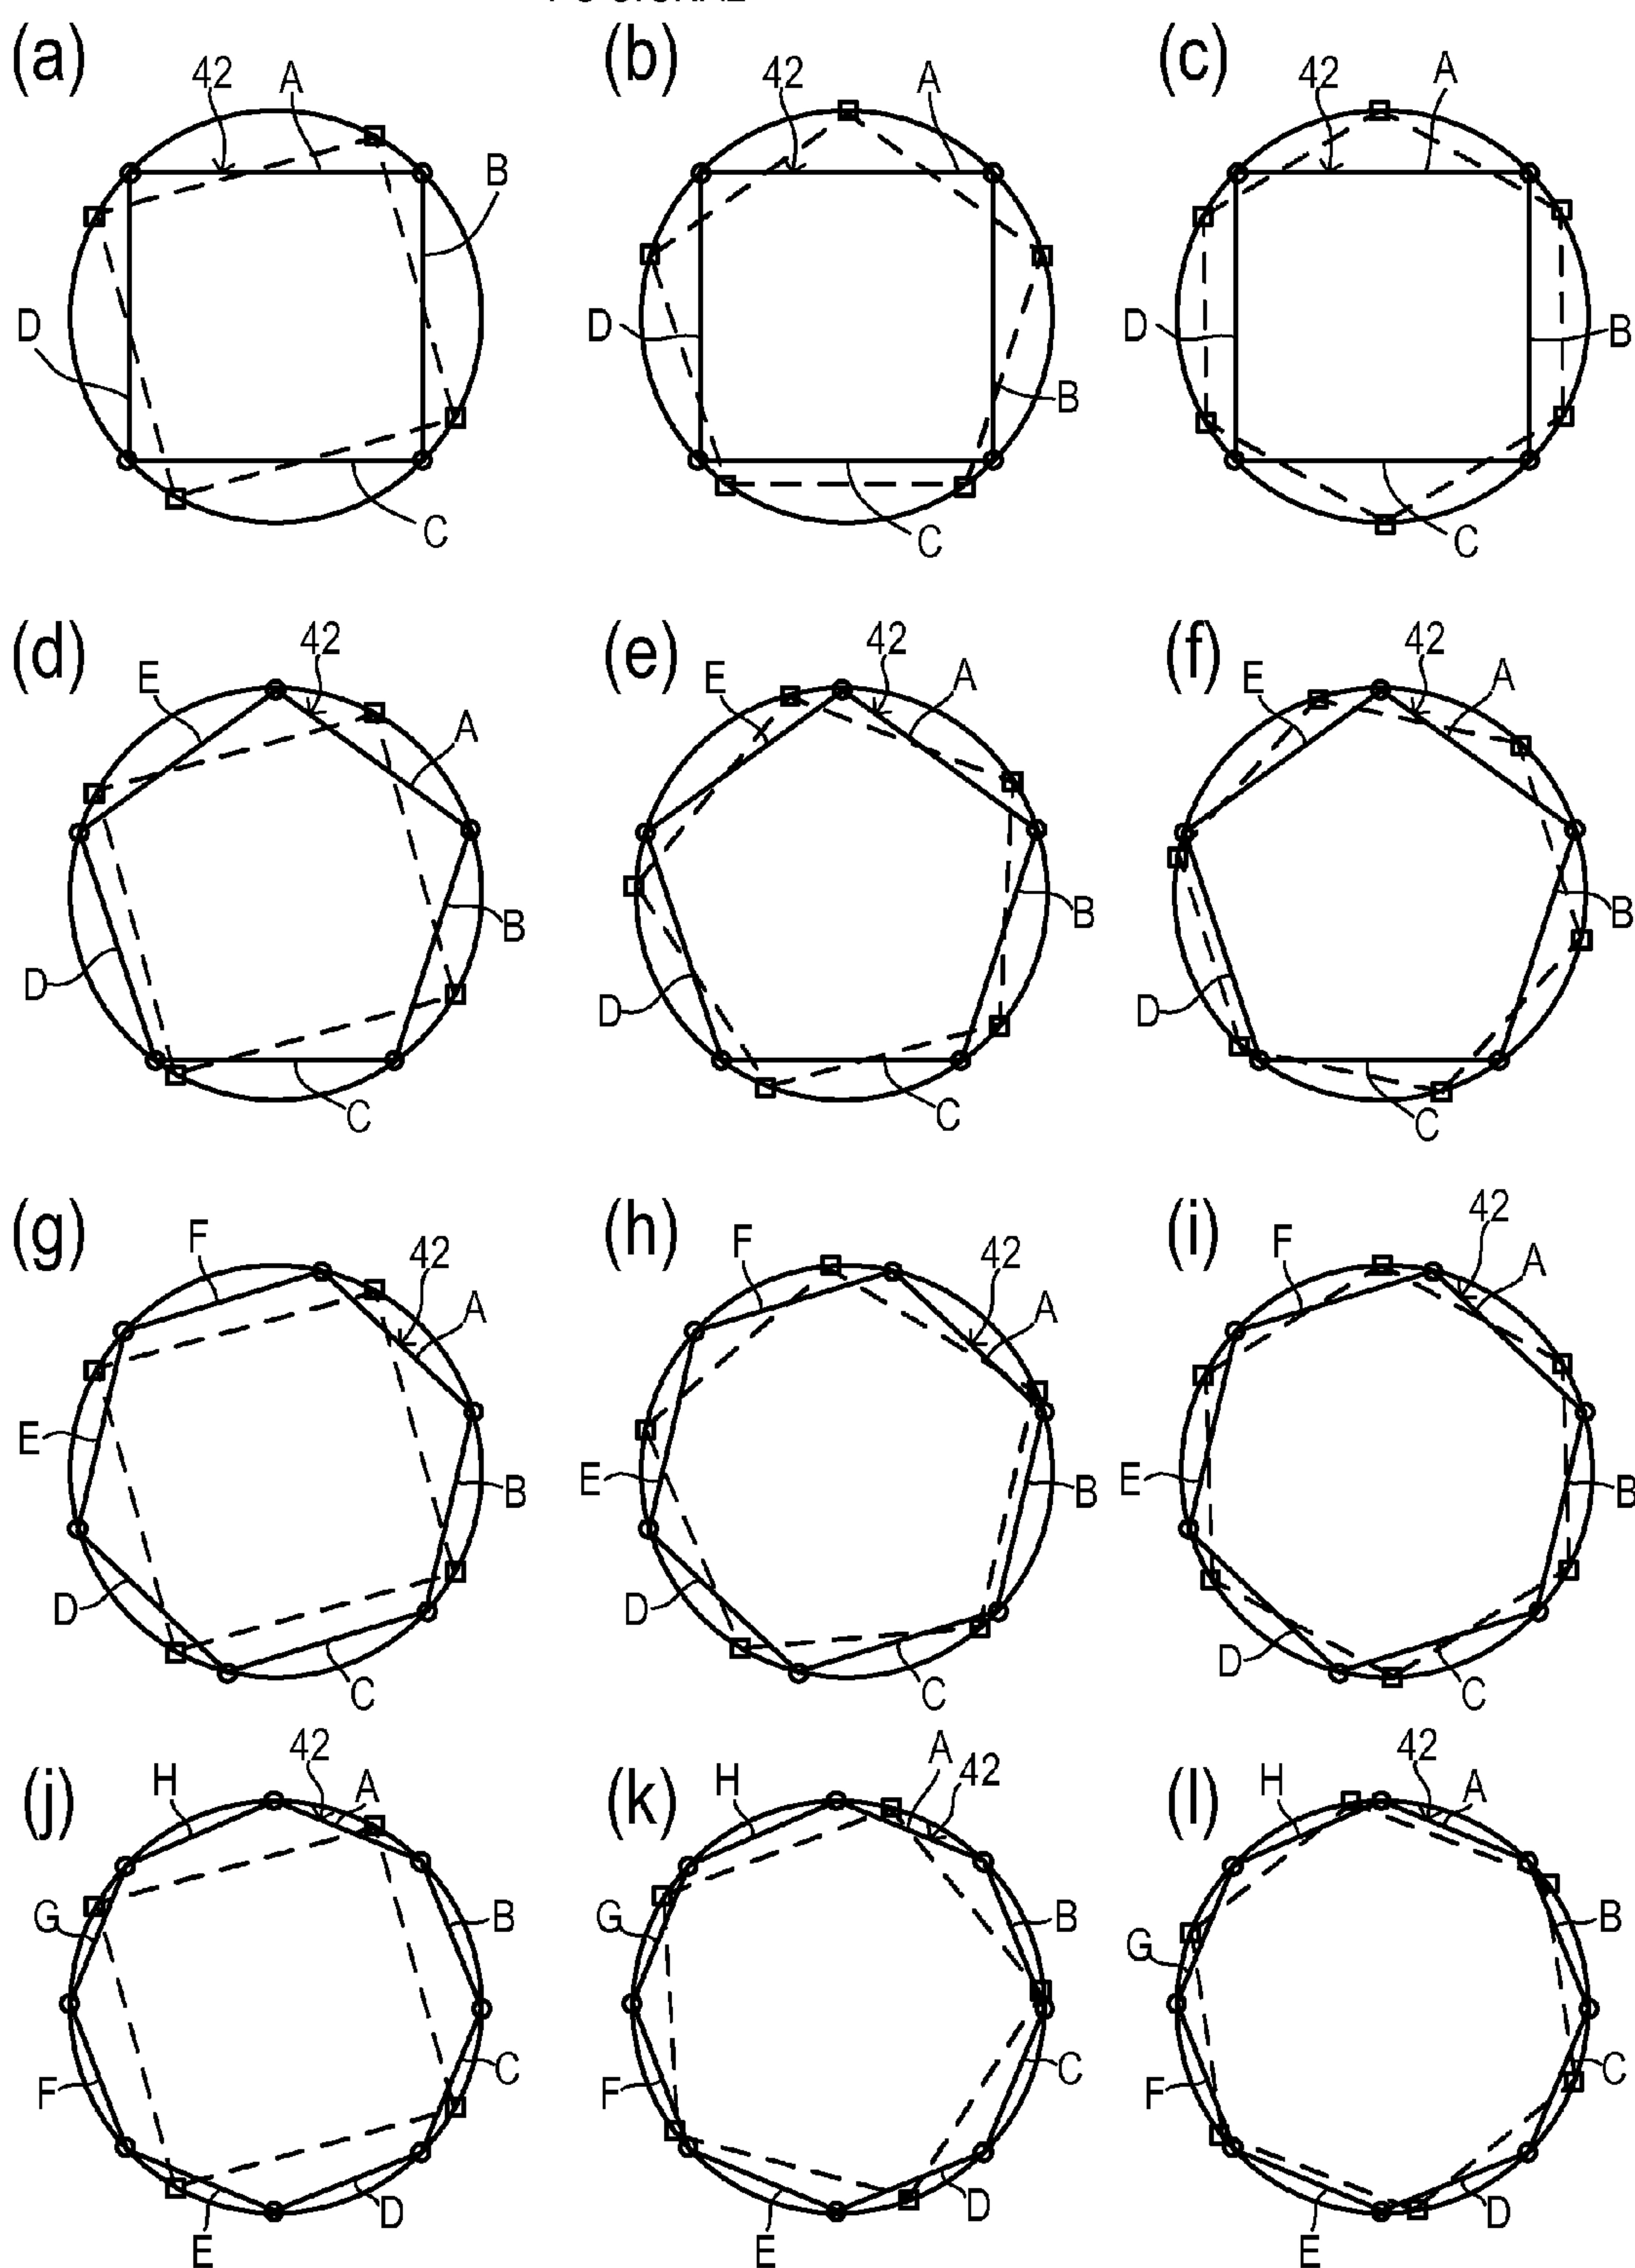 (a) 42 A B D C
(b) 42 A D B C
(c) 42 A D B C
(d) E 42 A B D C
(e) E 42 A B D C
(f) E 42 A B D C
(g) F 42 A E B D C
(h) F 42 A E B D C
(i) F 42 A E B D C
(j) H 42 A G B C F D E
(k) H A 42 G B C F D E
(l) H 42 A B G C F D E